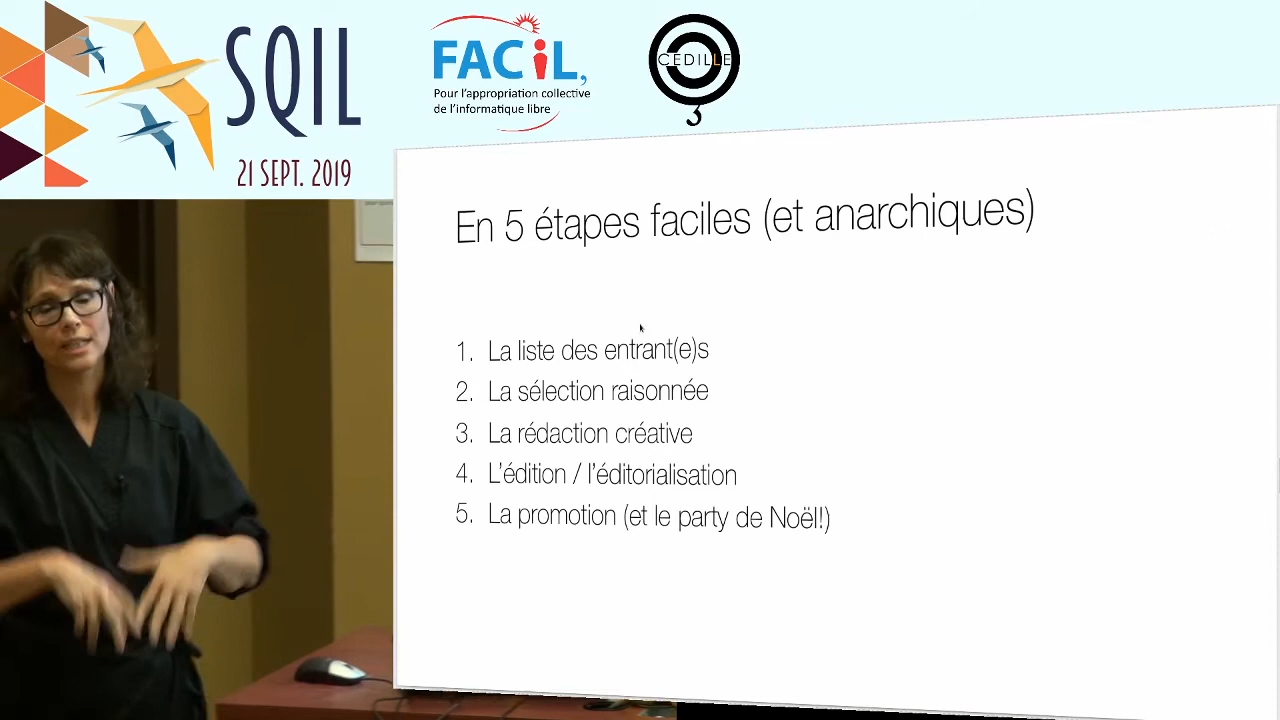 SQIL
21 SEPT. 2019
FACiL,
Pour l'appropriation collective
de l'informatique libre
CEDILLE
3
En 5 étapes faciles (et anarchiques)
1. La liste des entrant(e)s
2. La sélection raisonnée
3. La rédaction créative
4. L'édition / l'éditorialisation
5. La promotion (et le party de Noël!)